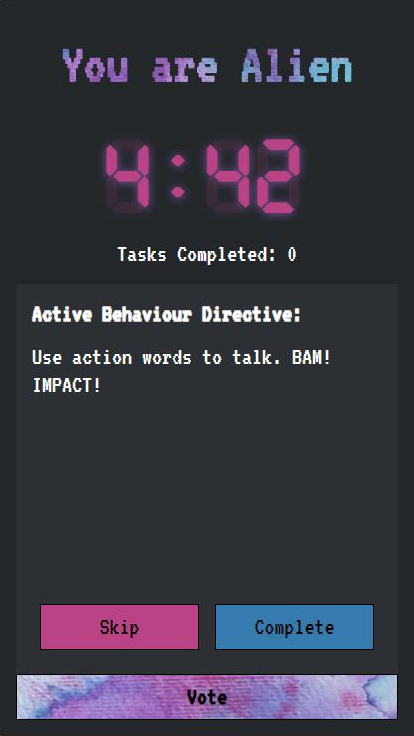 You are Alien
4:42
Tasks Completed: 0
Active Behaviour Directive:
Use action words to talk. BAM!
IMPACT!
Skip
Complete
Vote